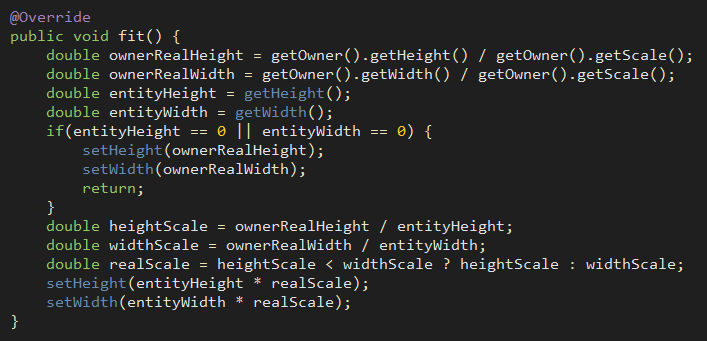 @Override
public void fit() {
    double ownerRealHeight = getOwner().getHeight() / getOwner().getScale();
    double ownerRealWidth = getOwner().getWidth() / getOwner().getScale();
    double entityHeight = getHeight();
    double entityWidth = getWidth();
    if(entityHeight == 0 || entityWidth == 0) {
        setHeight(ownerRealHeight);
        setWidth(ownerRealWidth);
        return;
    }
    double heightScale = ownerRealHeight / entityHeight;
    double widthScale = ownerRealWidth / entityWidth;
    double realScale = heightScale < widthScale ? heightScale : widthScale;
    setHeight(entityHeight * realScale);
    setWidth(entityWidth * realScale);
}